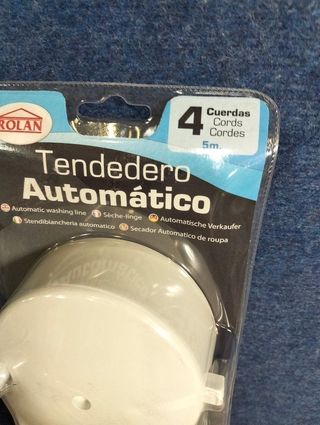 ROLAN
4 Cuerdas
Cords
Cordes
5m.
Tendedero
Automático
Automatic washing line Sèche-linge Automatische Verkaufer
Stendibiancheria automatico Secador Automatico de roupa